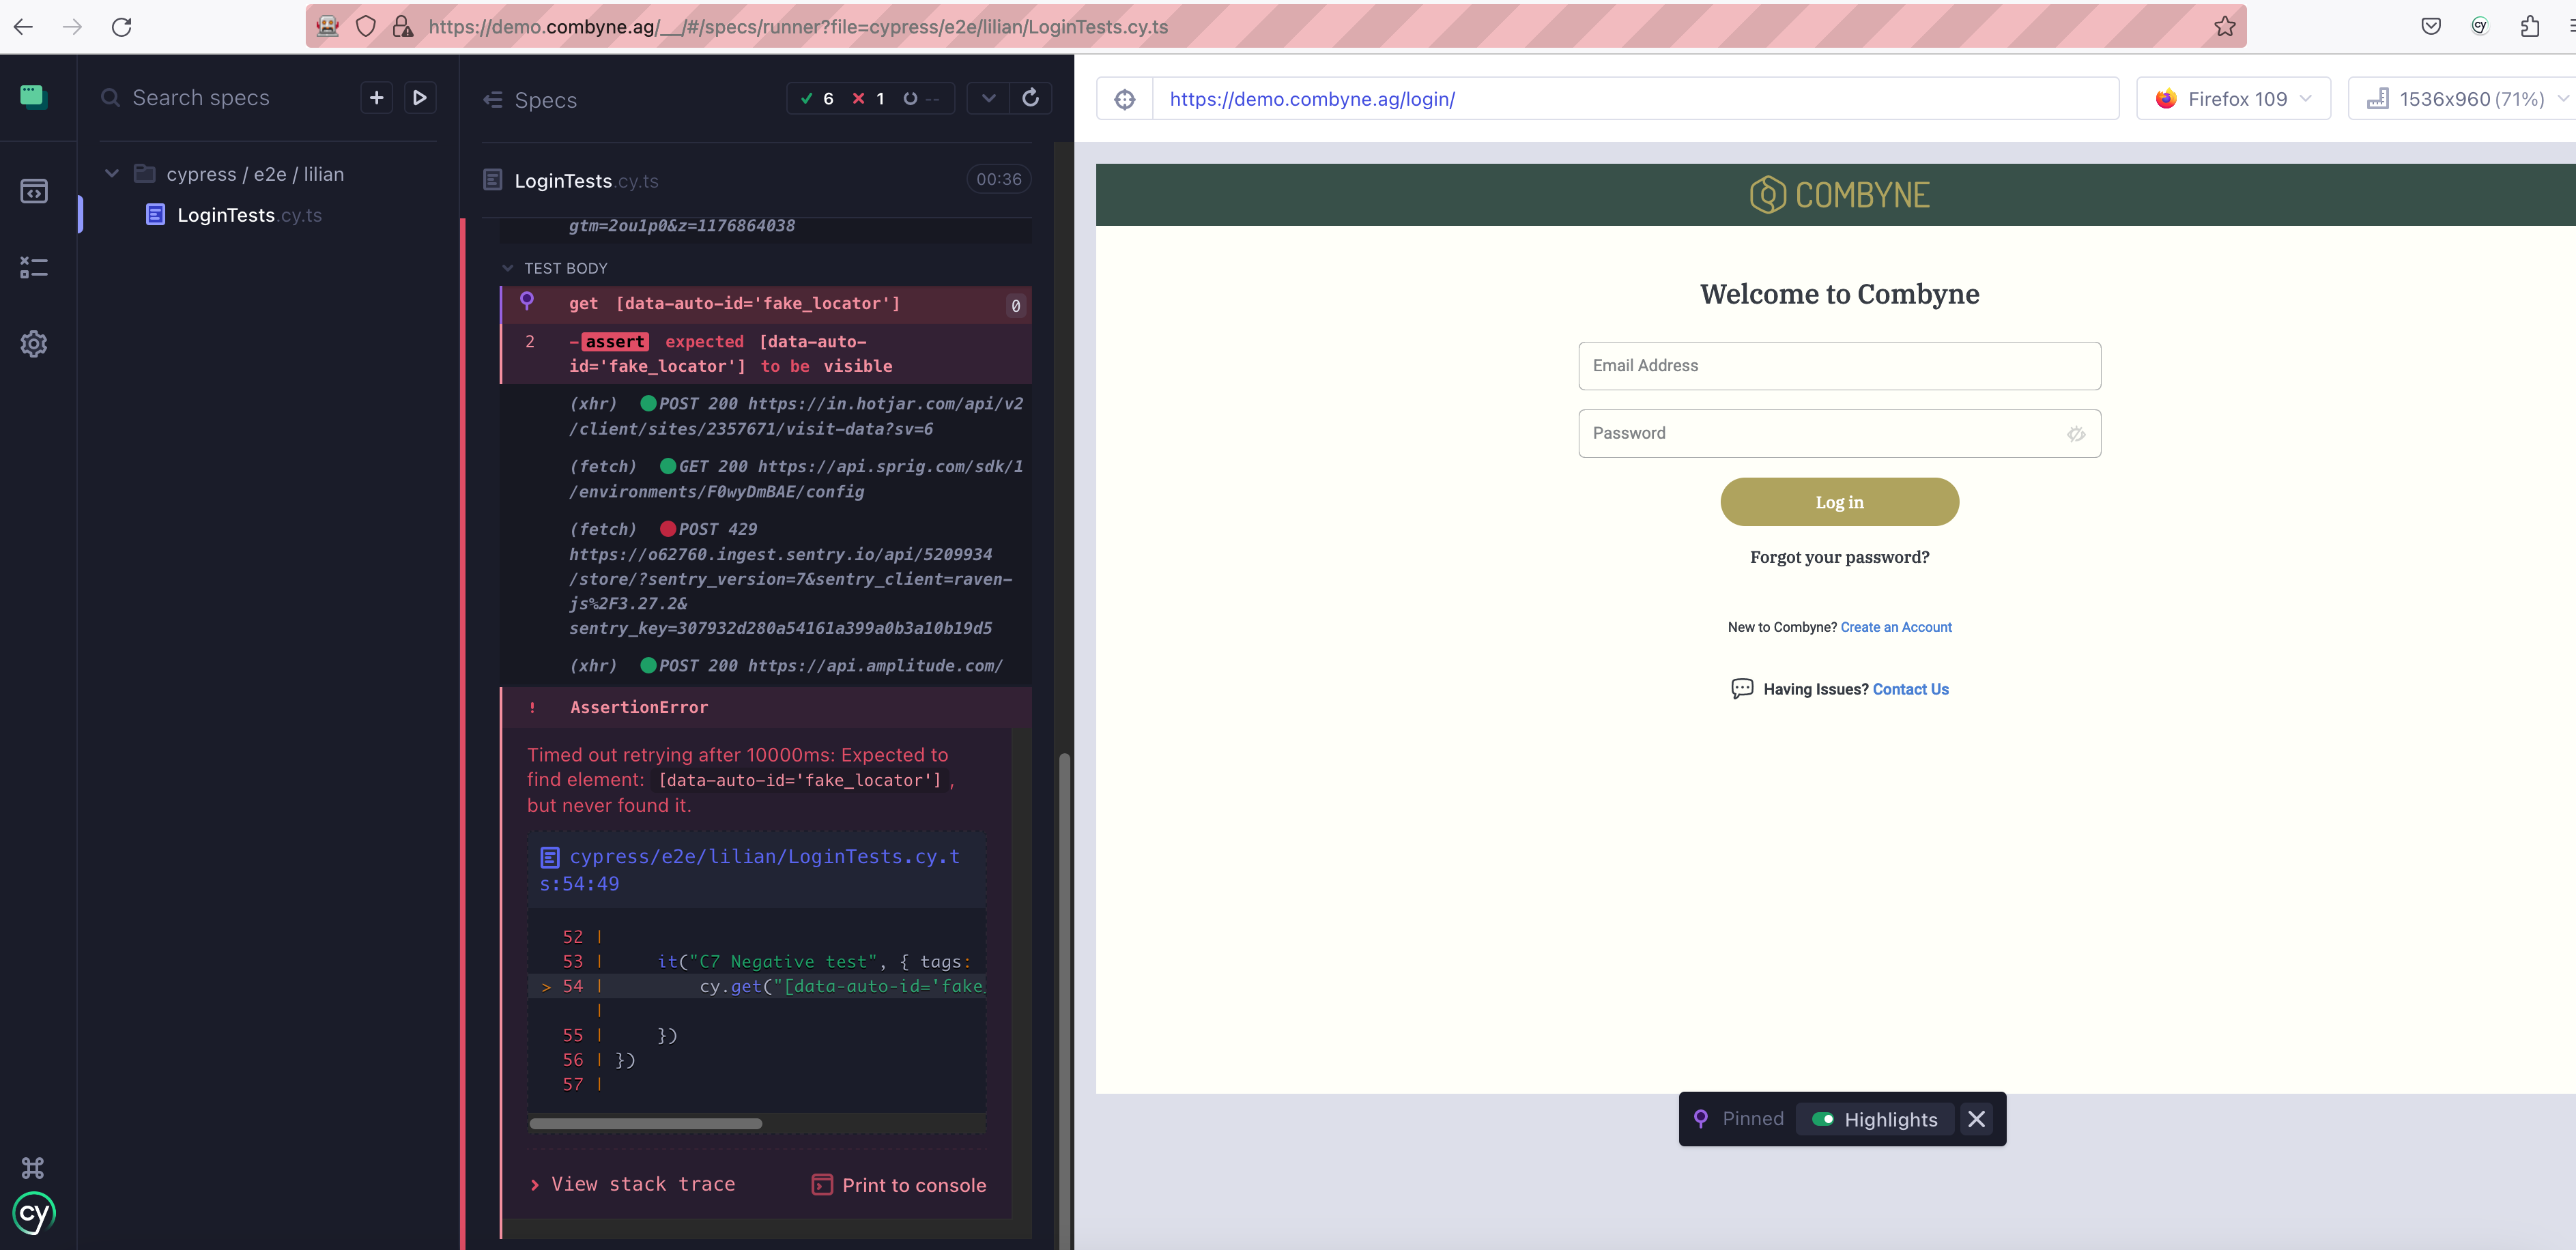 https://demo.combyne.ag/__/#/specs/runner?file=cypress/e2e/lilian/LoginTests.cy.ts
Search specs
cypress / e2e / lilian
LoginTests.cy.ts
cy
Specs
6 1 --
LoginTests.cy.ts 00:36
gtm=2ou1p0&z=1176864038
TEST BODY
get [data-auto-id='fake_locator'] 0
2 -assert expected [data-auto-
id='fake_locator'] to be visible
(xhr) POST 200 https://in.hotjar.com/api/v2
/client/sites/2357671/visit-data?sv=6
(fetch) GET 200 https://api.sprig.com/sdk/1
/environments/F0wyDmBAE/config
(fetch) POST 429
https://o62760.ingest.sentry.io/api/5209934
/store/?sentry_version=7&sentry_client=raven-
js%2F3.27.2&
sentry_key=307932d280a54161a399a0b3a10b19d5
(xhr) POST 200 https://api.amplitude.com/
! AssertionError
Timed out retrying after 10000ms: Expected to
find element: [data-auto-id='fake_locator'],
but never found it.
cypress/e2e/lilian/LoginTests.cy.t
s:54:49
52 |
53 | it("C7 Negative test", { tags:
> 54 | cy.get("[data-auto-id='fake_
|
55 | })
56 | })
57 |
> View stack trace
Print to console
https://demo.combyne.ag/login/
Firefox 109
1536x960 (71%)
COMBYNE
Welcome to Combyne
Email Address
Password
Log in
Forgot your password?
New to Combyne? Create an Account
Having Issues? Contact Us
Pinned
Highlights